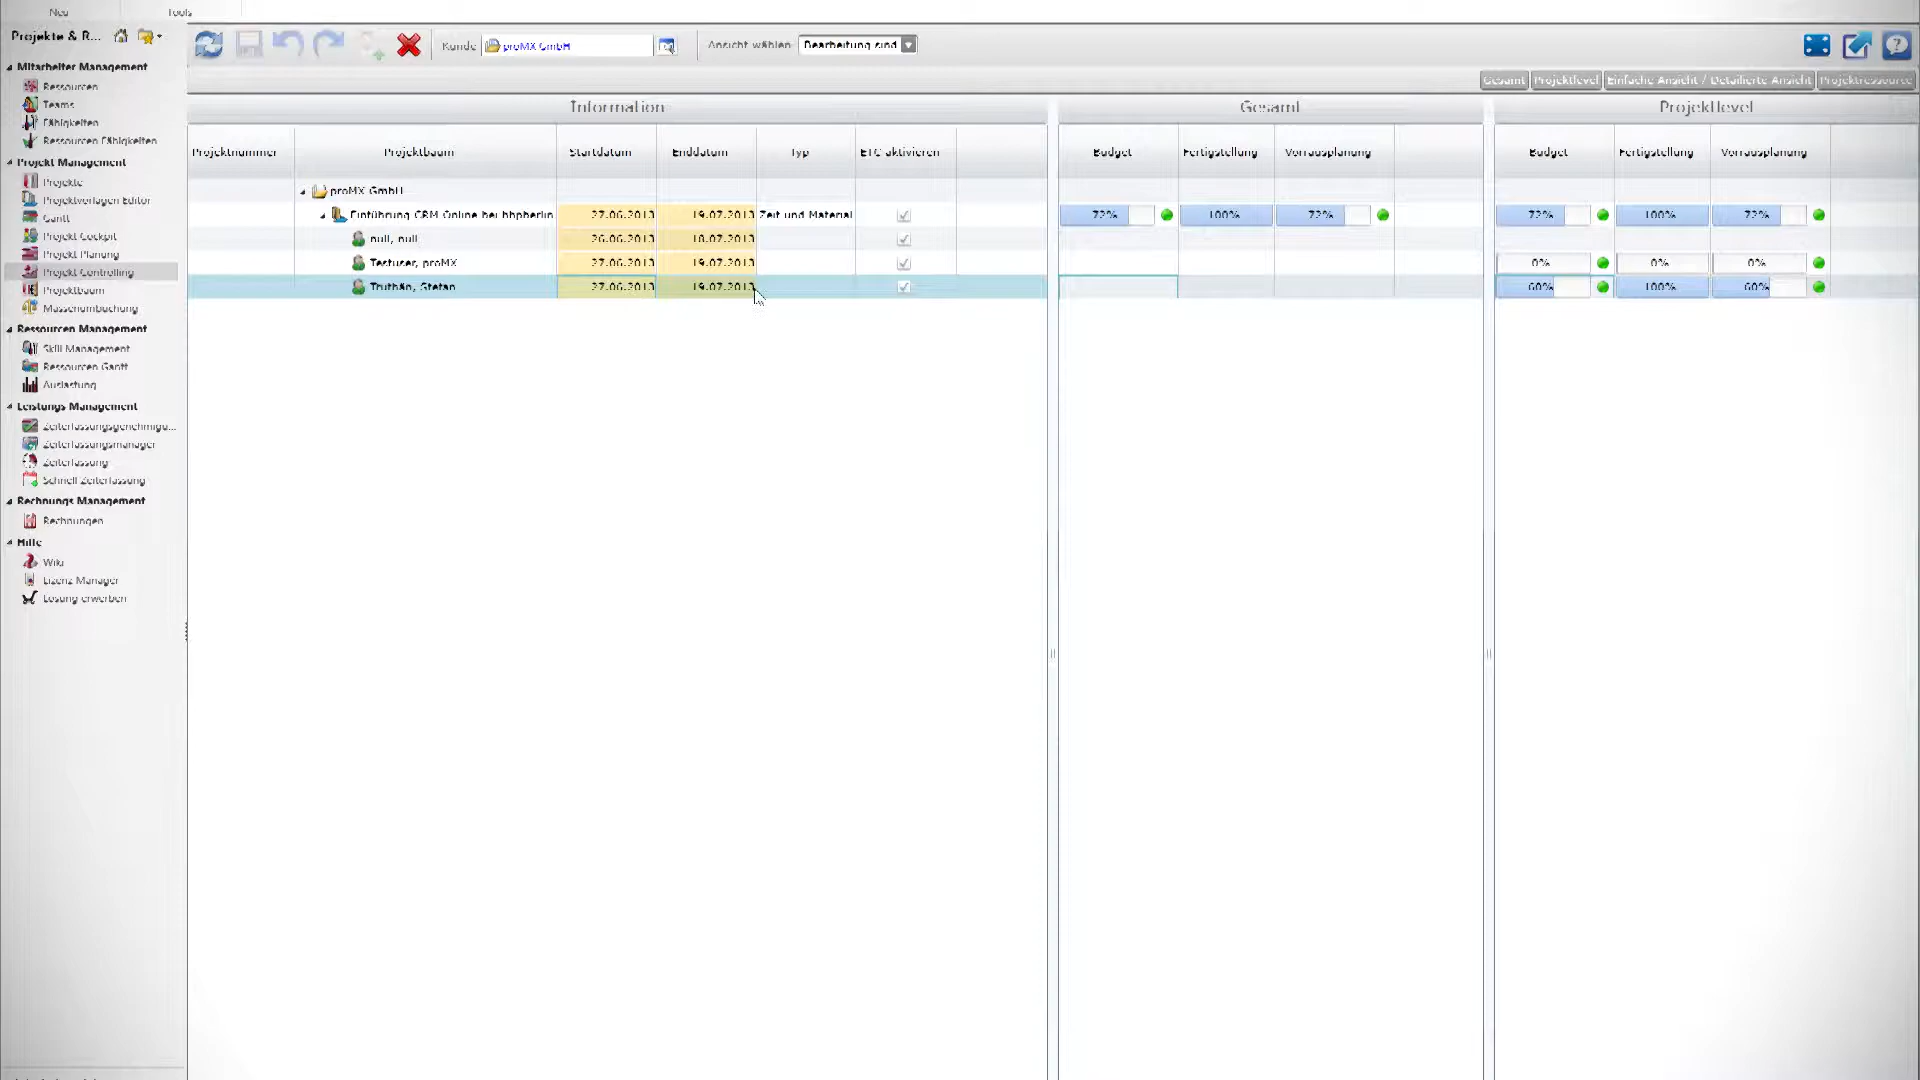 Neu Tools
Projekte & R...
Kunde proMX GmbH Ansicht wählen Bearbeitung sind
Gesamt Projektlevel Einfache Ansicht / Detailierte Ansicht Projektressource
Mitarbeiter Management
Ressourcen
Teams
Fähigkeiten
Ressourcen Fähigkeiten
Projekt Management
Projekte
Projektvorlagen Editor
Gantt
Projekt Cockpit
Projekt Planung
Projekt Controlling
Projektbaum
Massenumbuchung
Ressourcen Management
Skill Management
Ressourcen Gantt
Auslastung
Leistungs Management
Zeiterfassungsgenehmigu...
Zeiterfassungsmanager
Zeiterfassung
Schnell Zeiterfassung
Rechnungs Management
Rechnungen
Hilfe
Wiki
Lizenz Manager
Lösung erwerben
Information Gesamt Projektlevel
Projektnummer Projektbaum Startdatum Enddatum Typ ETC aktivieren Budget Fertigstellung Vorrausplanung Budget Fertigstellung Vorrausplanung
proMX GmbH
Einführung CRM Online bei hhpberlin 27.06.2013 19.07.2013 Zeit und Material 72% 100% 72% 72% 100% 72%
null, null 26.06.2013 18.07.2013
Testuser, proMX 27.06.2013 19.07.2013 0% 0% 0%
Truthän, Stefan 27.06.2013 19.07.2013 60% 100% 60%